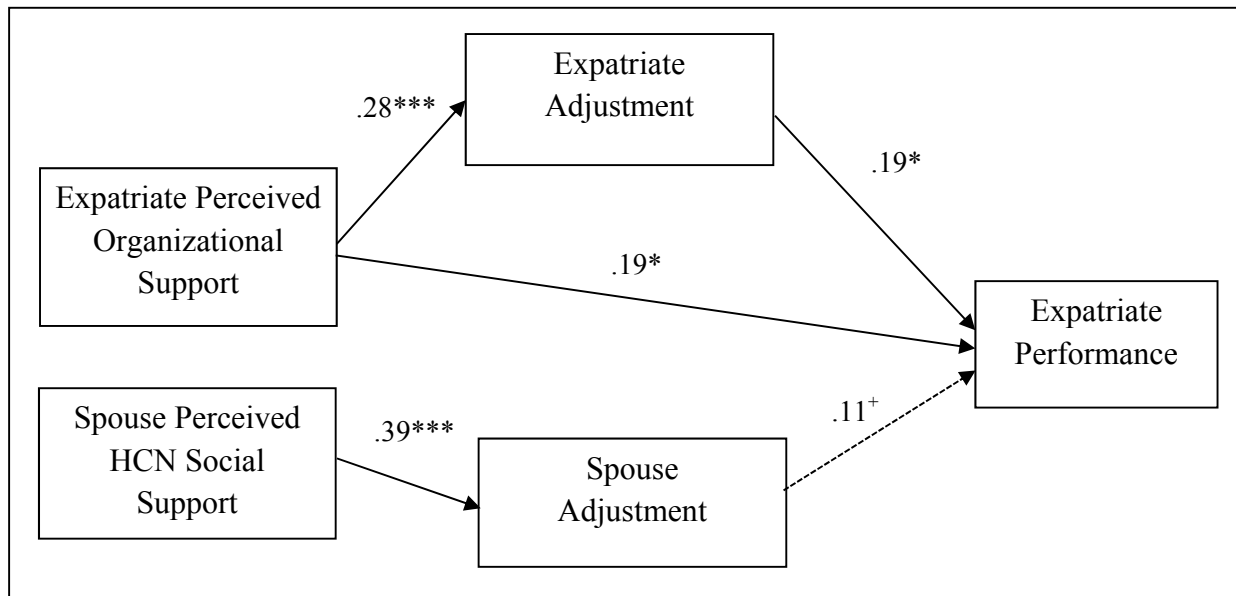 Expatriate
Adjustment
.28***
.19*
Expatriate Perceived
Organizational
Support
.19*
Expatriate
Performance
Spouse Perceived
HCN Social
Support
.39***
Spouse
Adjustment
.11⁺